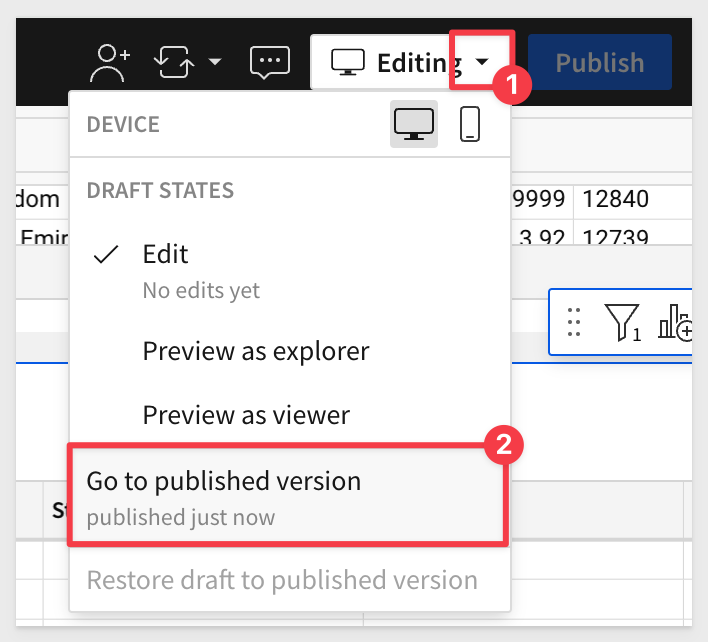 Editing
1
Publish
DEVICE
DRAFT STATES
dom
9999
12840
Emir
3.92
12739
Edit
No edits yet
1
Preview as explorer
Preview as viewer
2
Go to published version
published just now
St
Restore draft to published version